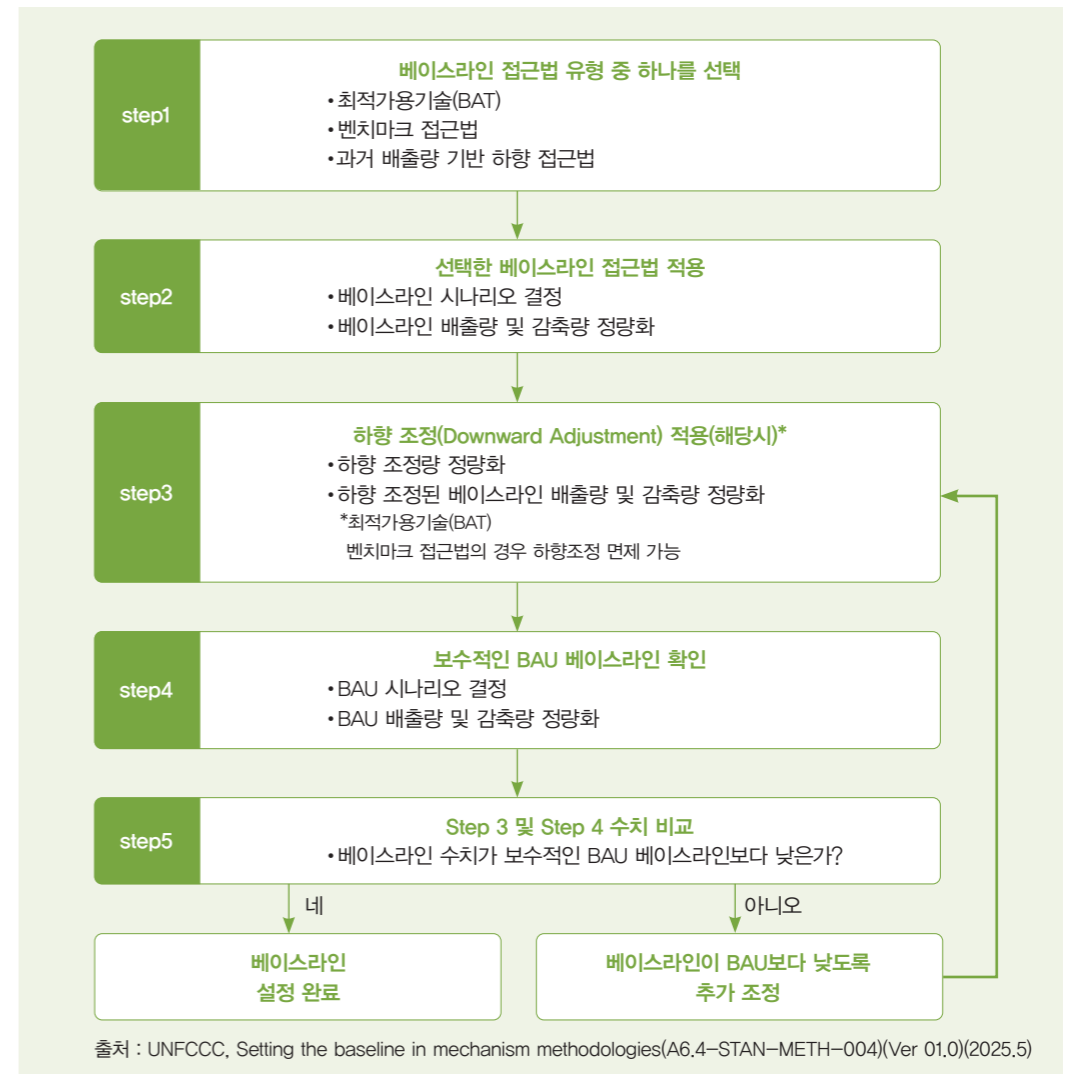 step1
베이스라인 접근법 유형 중 하나를 선택
•최적가용기술(BAT)
•벤치마크 접근법
•과거 배출량 기반 하향 접근법
step2
선택한 베이스라인 접근법 적용
•베이스라인 시나리오 결정
•베이스라인 배출량 및 감축량 정량화
step3
하향 조정(Downward Adjustment) 적용(해당시)*
•하향 조정량 정량화
•하향 조정된 베이스라인 배출량 및 감축량 정량화
*최적가용기술(BAT)
벤치마크 접근법의 경우 하향조정 면제 가능
step4
보수적인 BAU 베이스라인 확인
•BAU 시나리오 결정
•BAU 배출량 및 감축량 정량화
step5
Step 3 및 Step 4 수치 비교
•베이스라인 수치가 보수적인 BAU 베이스라인보다 낮은가?
네
아니오
베이스라인
설정 완료
베이스라인이 BAU보다 낮도록
추가 조정
출처 : UNFCCC, Setting the baseline in mechanism methodologies(A6.4-STAN-METH-004)(Ver 01.0)(2025.5)